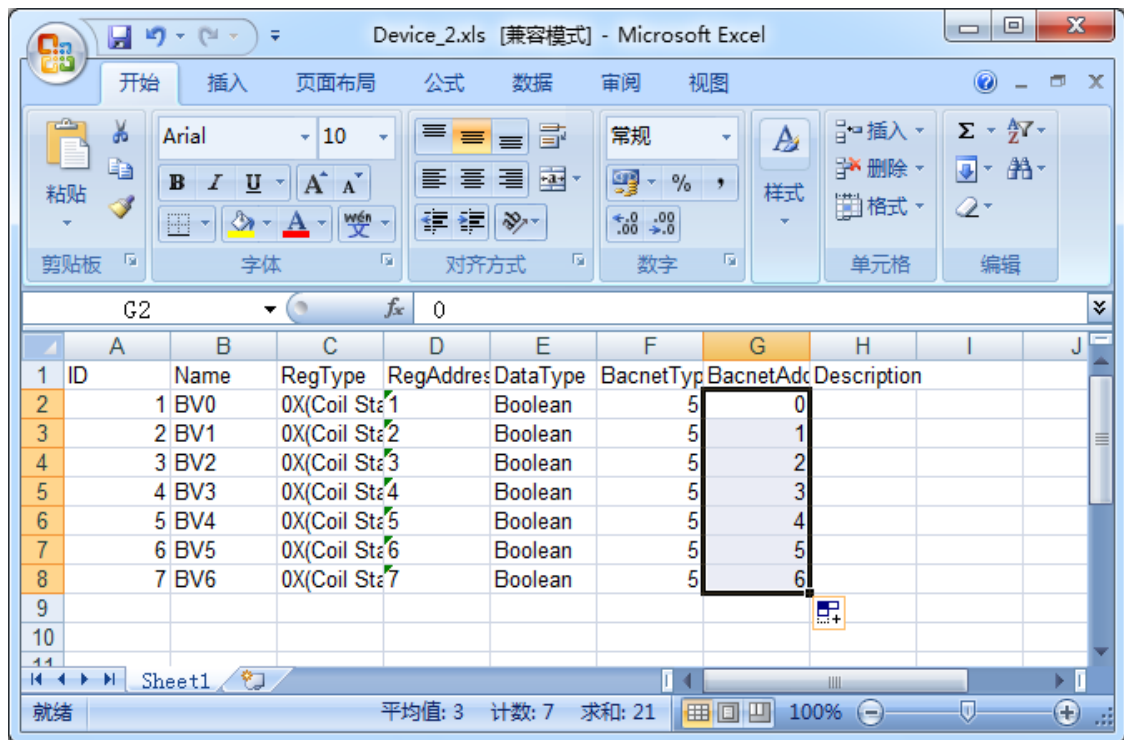 Device_2.xls [兼容模式] - Microsoft Excel
开始 插入 页面布局 公式 数据 审阅 视图
粘贴
剪贴板
Arial 10
B I U A A
A wén 文
字体
对齐方式
常规
% ,
.0 .00 .00 .0
数字
A
样式
插入
删除
格式
单元格
Σ A Z
编辑
G2 fx 0
A B C D E F G H I J
1 ID Name RegType RegAddres DataType BacnetTyp BacnetAdd Description
2 1 BV0 0X(Coil Sta 1 Boolean 5 0
3 2 BV1 0X(Coil Sta 2 Boolean 5 1
4 3 BV2 0X(Coil Sta 3 Boolean 5 2
5 4 BV3 0X(Coil Sta 4 Boolean 5 3
6 5 BV4 0X(Coil Sta 5 Boolean 5 4
7 6 BV5 0X(Coil Sta 6 Boolean 5 5
8 7 BV6 0X(Coil Sta 7 Boolean 5 6
9
10
11
Sheet1
就绪 平均值: 3 计数: 7 求和: 21 100%